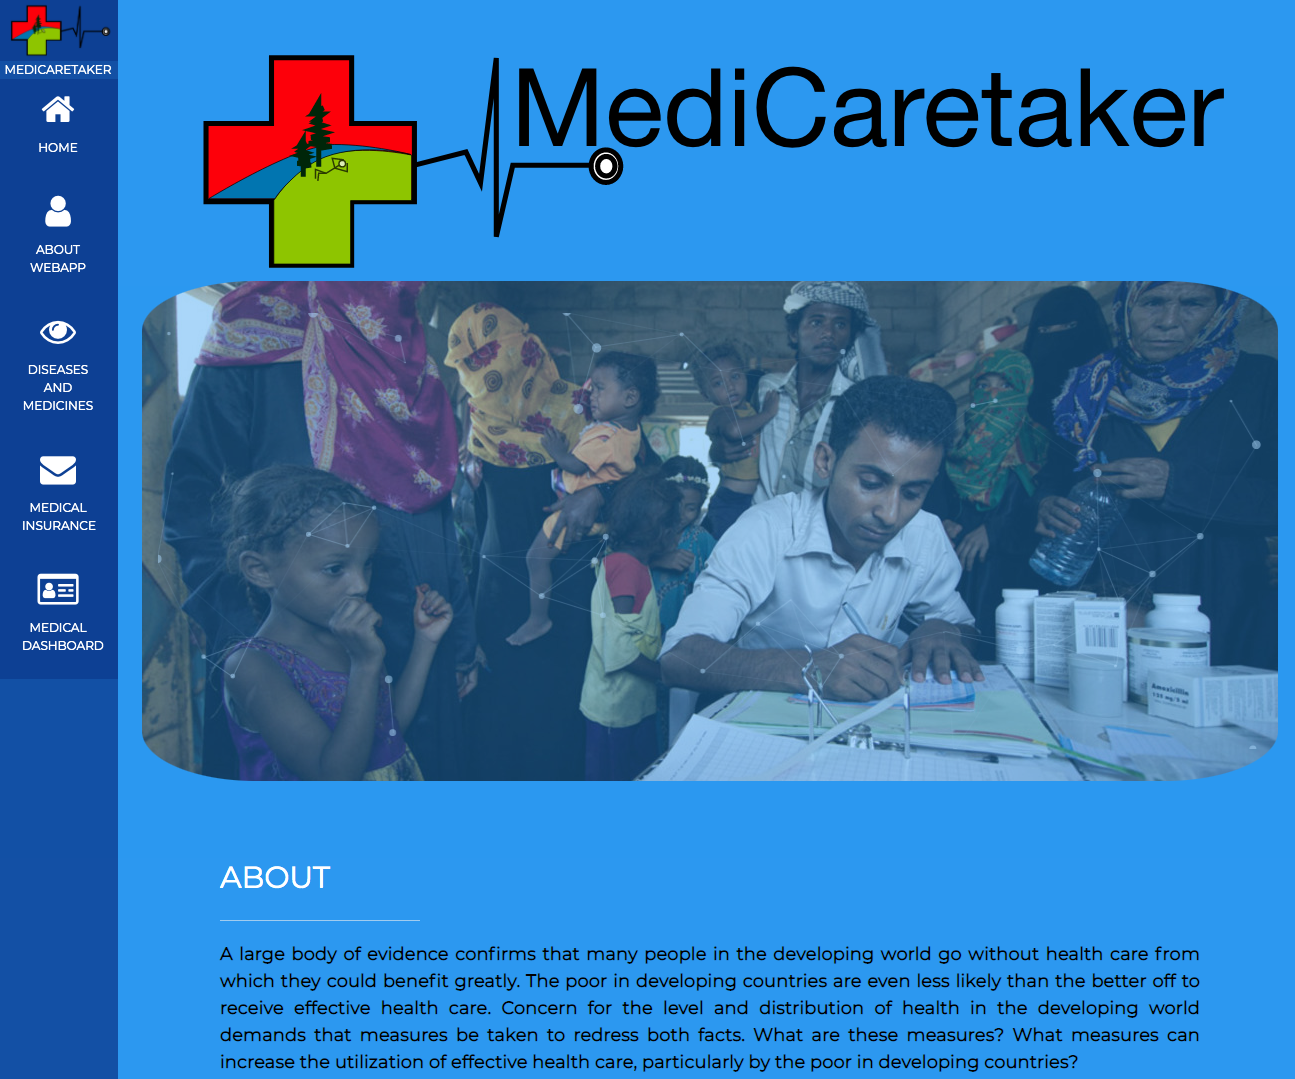 MEDICARETAKER
HOME
ABOUT
WEBAPP
DISEASES
AND
MEDICINES
MEDICAL
INSURANCE
MEDICAL
DASHBOARD
MediCaretaker
Amoxicillin
125 mg/5 ml
ABOUT
A large body of evidence confirms that many people in the developing world go without health care from
which they could benefit greatly. The poor in developing countries are even less likely than the better off to
receive effective health care. Concern for the level and distribution of health in the developing world
demands that measures be taken to redress both facts. What are these measures? What measures can
increase the utilization of effective health care, particularly by the poor in developing countries?